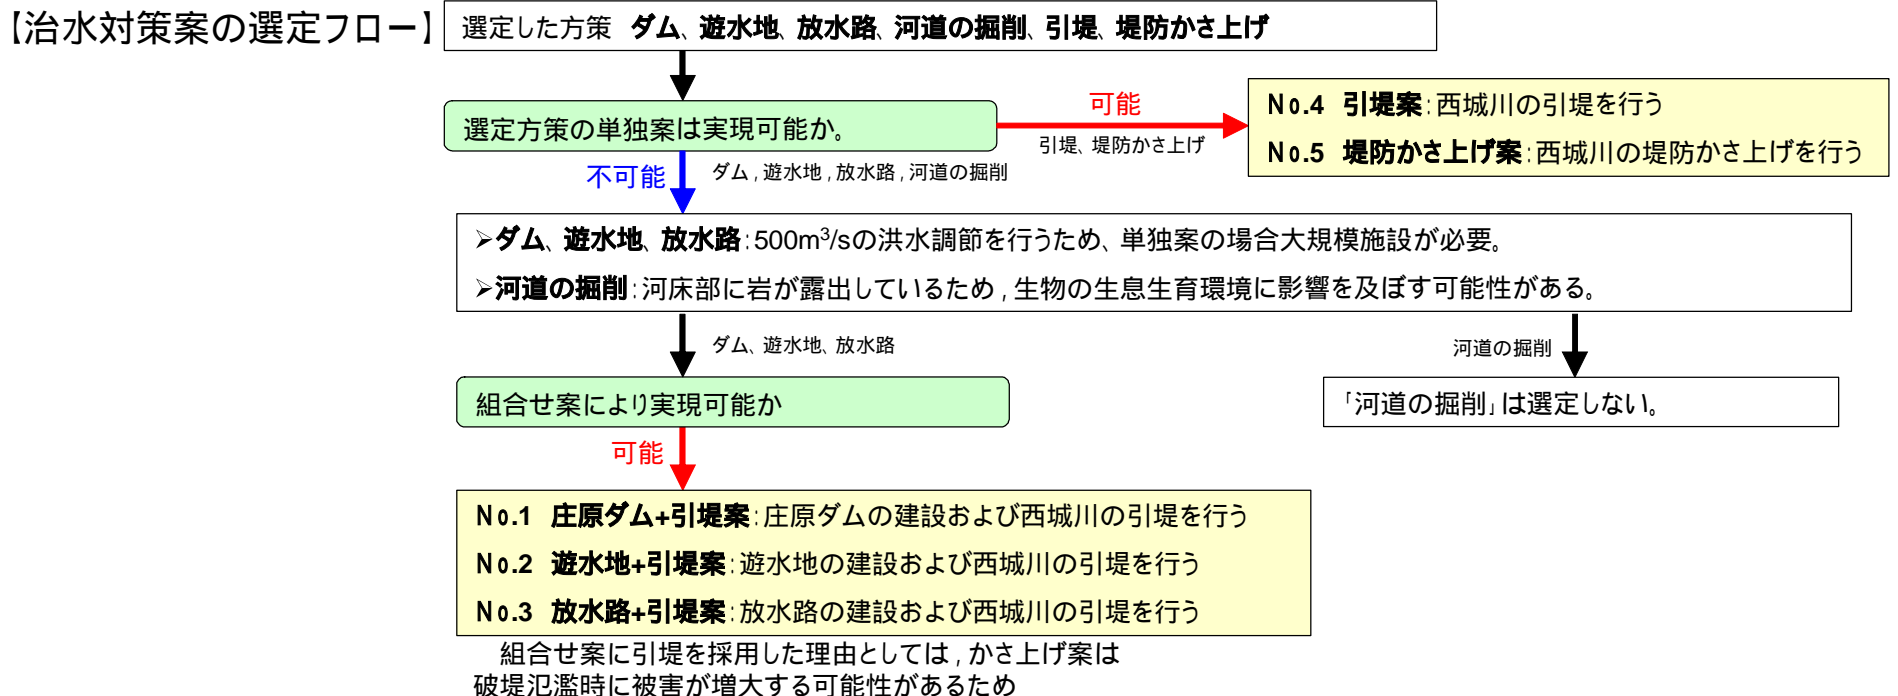 【治水対策案の選定フロー】
選定した方策 ダム、遊水地、放水路、河道の掘削、引堤、堤防かさ上げ
選定方策の単独案は実現可能か。
可能
引堤、堤防かさ上げ
No.4 引堤案:西城川の引堤を行う
No.5 堤防かさ上げ案:西城川の堤防かさ上げを行う
不可能
ダム,遊水地,放水路,河道の掘削
➢ダム、遊水地、放水路:500m³/sの洪水調節を行うため、単独案の場合大規模施設が必要。
➢河道の掘削:河床部に岩が露出しているため,生物の生息生育環境に影響を及ぼす可能性がある。
ダム、遊水地、放水路
河道の掘削
組合せ案により実現可能か
「河道の掘削」は選定しない。
可能
No.1 庄原ダム+引堤案:庄原ダムの建設および西城川の引堤を行う
No.2 遊水地+引堤案:遊水地の建設および西城川の引堤を行う
No.3 放水路+引堤案:放水路の建設および西城川の引堤を行う
組合せ案に引堤を採用した理由としては,かさ上げ案は
破堤氾濫時に被害が増大する可能性があるため